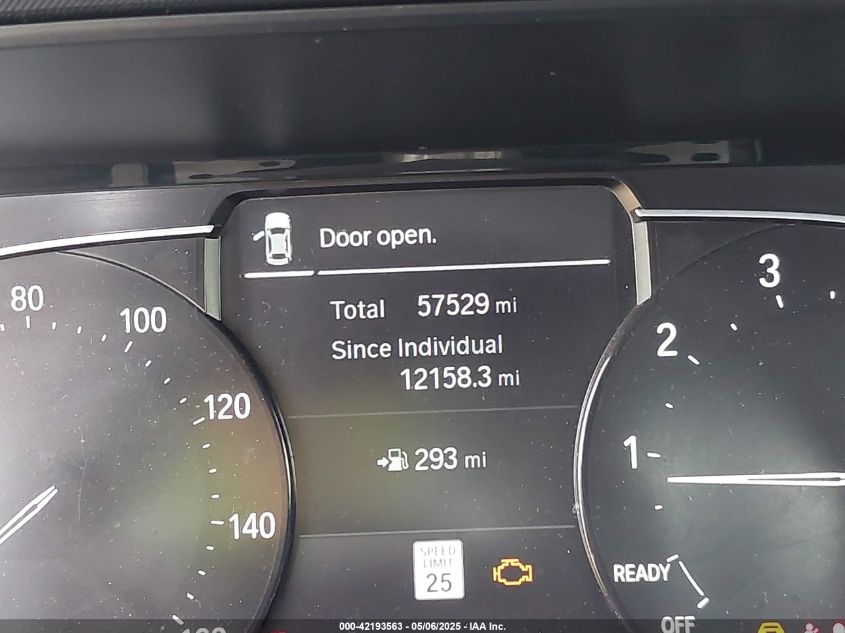 Door open.
Total 57529 mi
Since Individual
12158.3 mi
293 mi
SPEED
LIMIT
25
80
100
120
140
3
2
1
READY
OFF
000-42193563 - 05/06/2025 - IAA Inc.